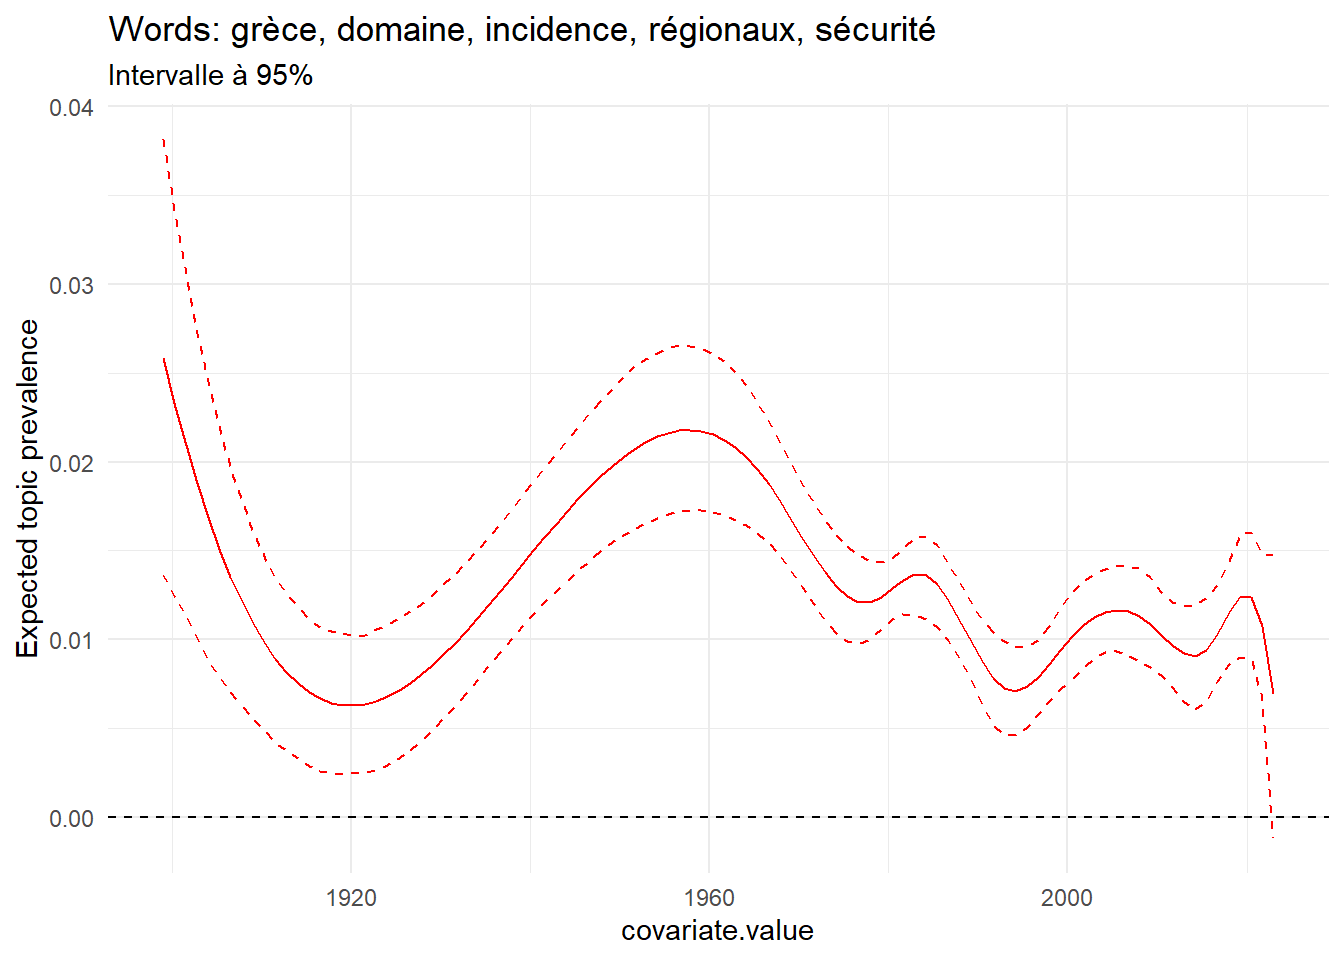 Words: grèce, domaine, incidence, régionaux, sécurité
Intervalle à 95%
0.04
0.03
0.02
0.01
0.00
Expected topic prevalence
1920 1960 2000
covariate.value